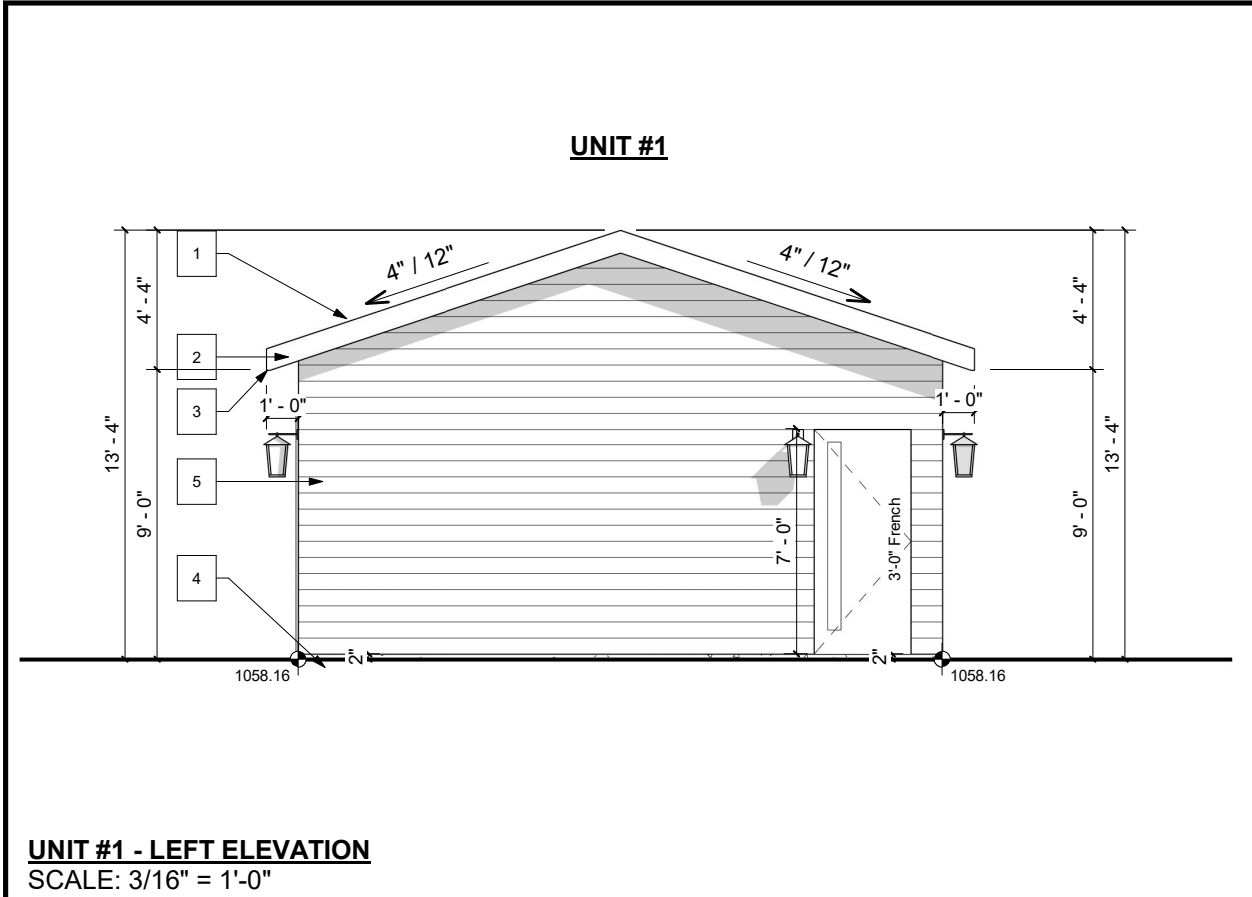 UNIT #1
1
4" / 12"
4" / 12"
4' - 4"
4' - 4"
2
3
1' - 0"
1' - 0"
13' - 4"
13' - 4"
5
9' - 0"
9' - 0"
7' - 0"
3'-0" French
4
2"
2"
1058.16
1058.16
UNIT #1 - LEFT ELEVATION
SCALE: 3/16" = 1'-0"